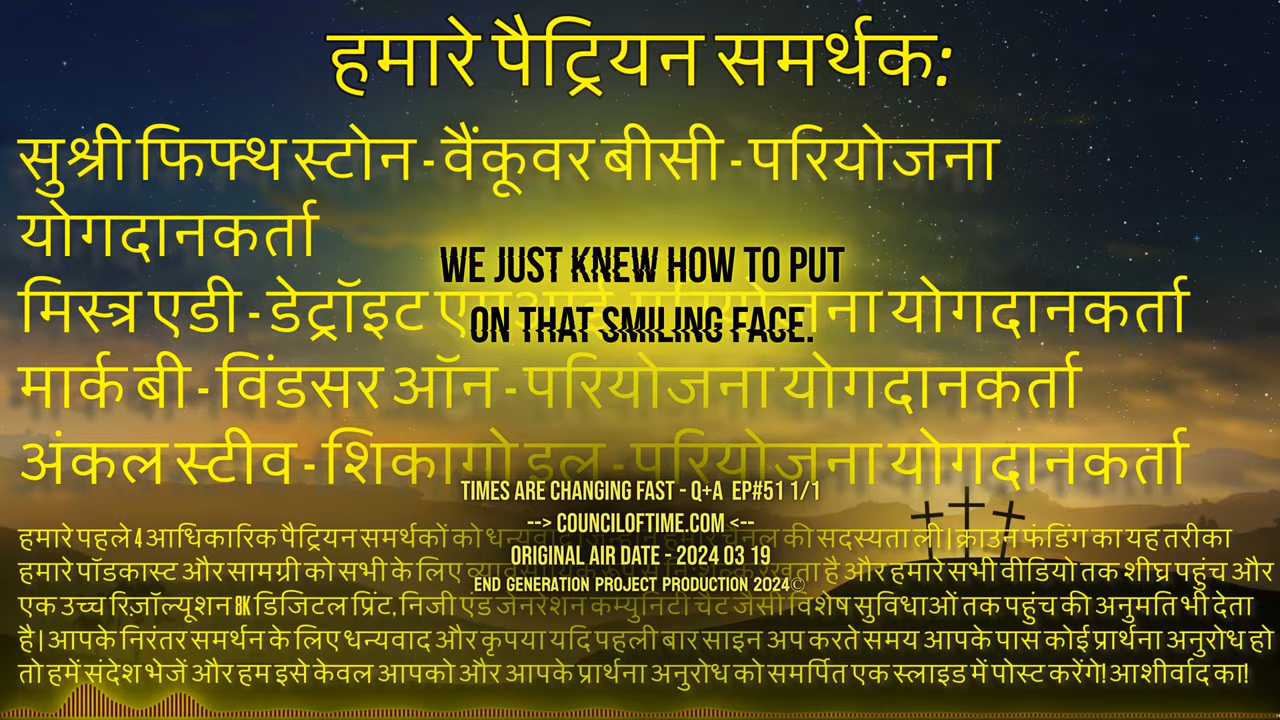 हमारे पैट्रियन समर्थक:
सुश्री फिफ्थ स्टोन - वैंकूवर बीसी - परियोजना
योगदानकर्ता
WE JUST KNEW HOW TO PUT
मिस्त्र एडी - डेट्रॉइट योगदानकर्ता
ON THAT SMILING FACE.
मार्क बी - विंडसर ऑन - परियोजना योगदानकर्ता
अंकल स्टीव - शिकागो इल - परियोजना योगदानकर्ता
TIMES ARE CHANGING FAST - Q+A EP#51 1/1
--> COUNCILOFTIME.COM <--
हमारे पहले 4 आधिकारिक पैट्रियन समर्थकों को धन्यवाद की सदस्यता ली। क्राउन फंडिंग का यह तरीका
ORIGINAL AIR DATE - 2024 03 19
हमारे पॉडकास्ट और सामग्री को सभी के लिए है और हमारे सभी वीडियो तक शीघ्र पहुंच और
END GENERATION PROJECT PRODUCTION 2024©
एक उच्च रिज़ॉल्यूशन 8K डिजिटल प्रिंट, निजी एंड जनरेशन कम्युनिटी चैट जैसी विशेष सुविधाओं तक पहुंच की अनुमति भी देता
है। आपके निरंतर समर्थन के लिए धन्यवाद और कृपया यदि पहली बार साइन अप करते समय आपके पास कोई प्रार्थना अनुरोध हो
तो हमें संदेश भेजें और हम इसे केवल आपको और आपके प्रार्थना अनुरोध को समर्पित एक स्लाइड में पोस्ट करेंगे! आशीर्वाद का!